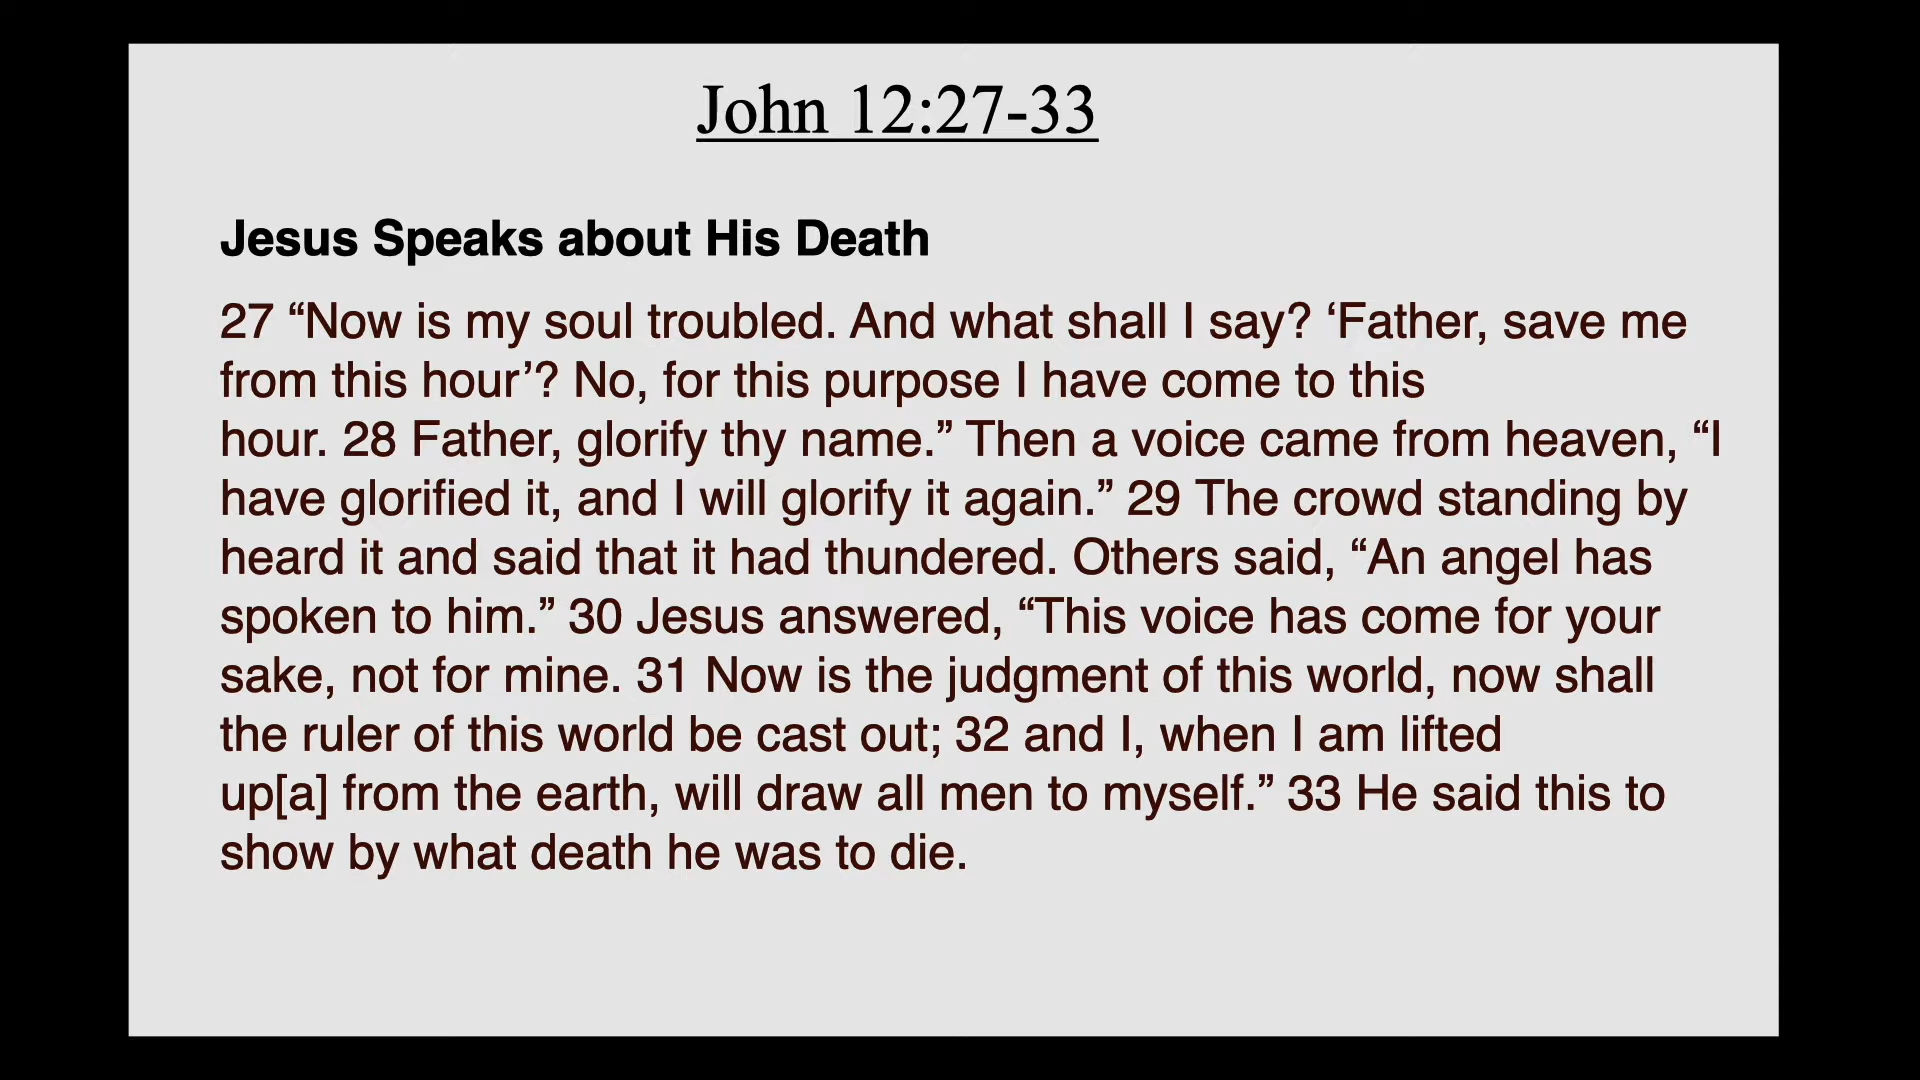 John 12:27-33
Jesus Speaks about His Death
27 “Now is my soul troubled. And what shall I say? ‘Father, save me
from this hour’? No, for this purpose I have come to this
hour. 28 Father, glorify thy name.” Then a voice came from heaven, “I
have glorified it, and I will glorify it again.” 29 The crowd standing by
heard it and said that it had thundered. Others said, “An angel has
spoken to him.” 30 Jesus answered, “This voice has come for your
sake, not for mine. 31 Now is the judgment of this world, now shall
the ruler of this world be cast out; 32 and I, when I am lifted
up[a] from the earth, will draw all men to myself.” 33 He said this to
show by what death he was to die.